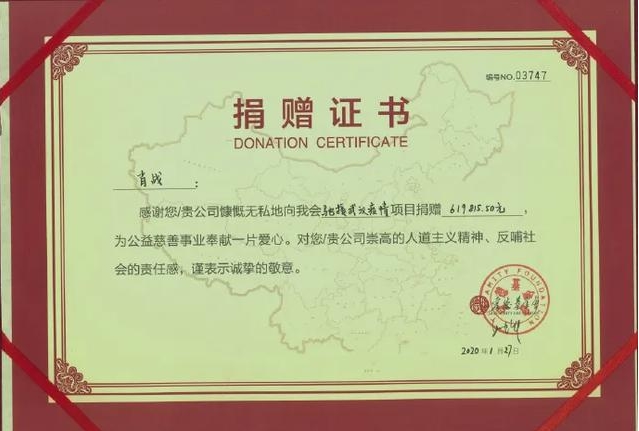 编号NO.03747
捐赠证书
DONATION CERTIFICATE
肖战：
感谢您/贵公司慷慨无私地向我会驰援武汉疫情项目捐赠619815.50元，
为公益慈善事业奉献一片爱心。对您/贵公司崇高的人道主义精神、反哺社
会的责任感，谨表示诚挚的敬意。
AMITY FOUNDATION
2020年1月27日